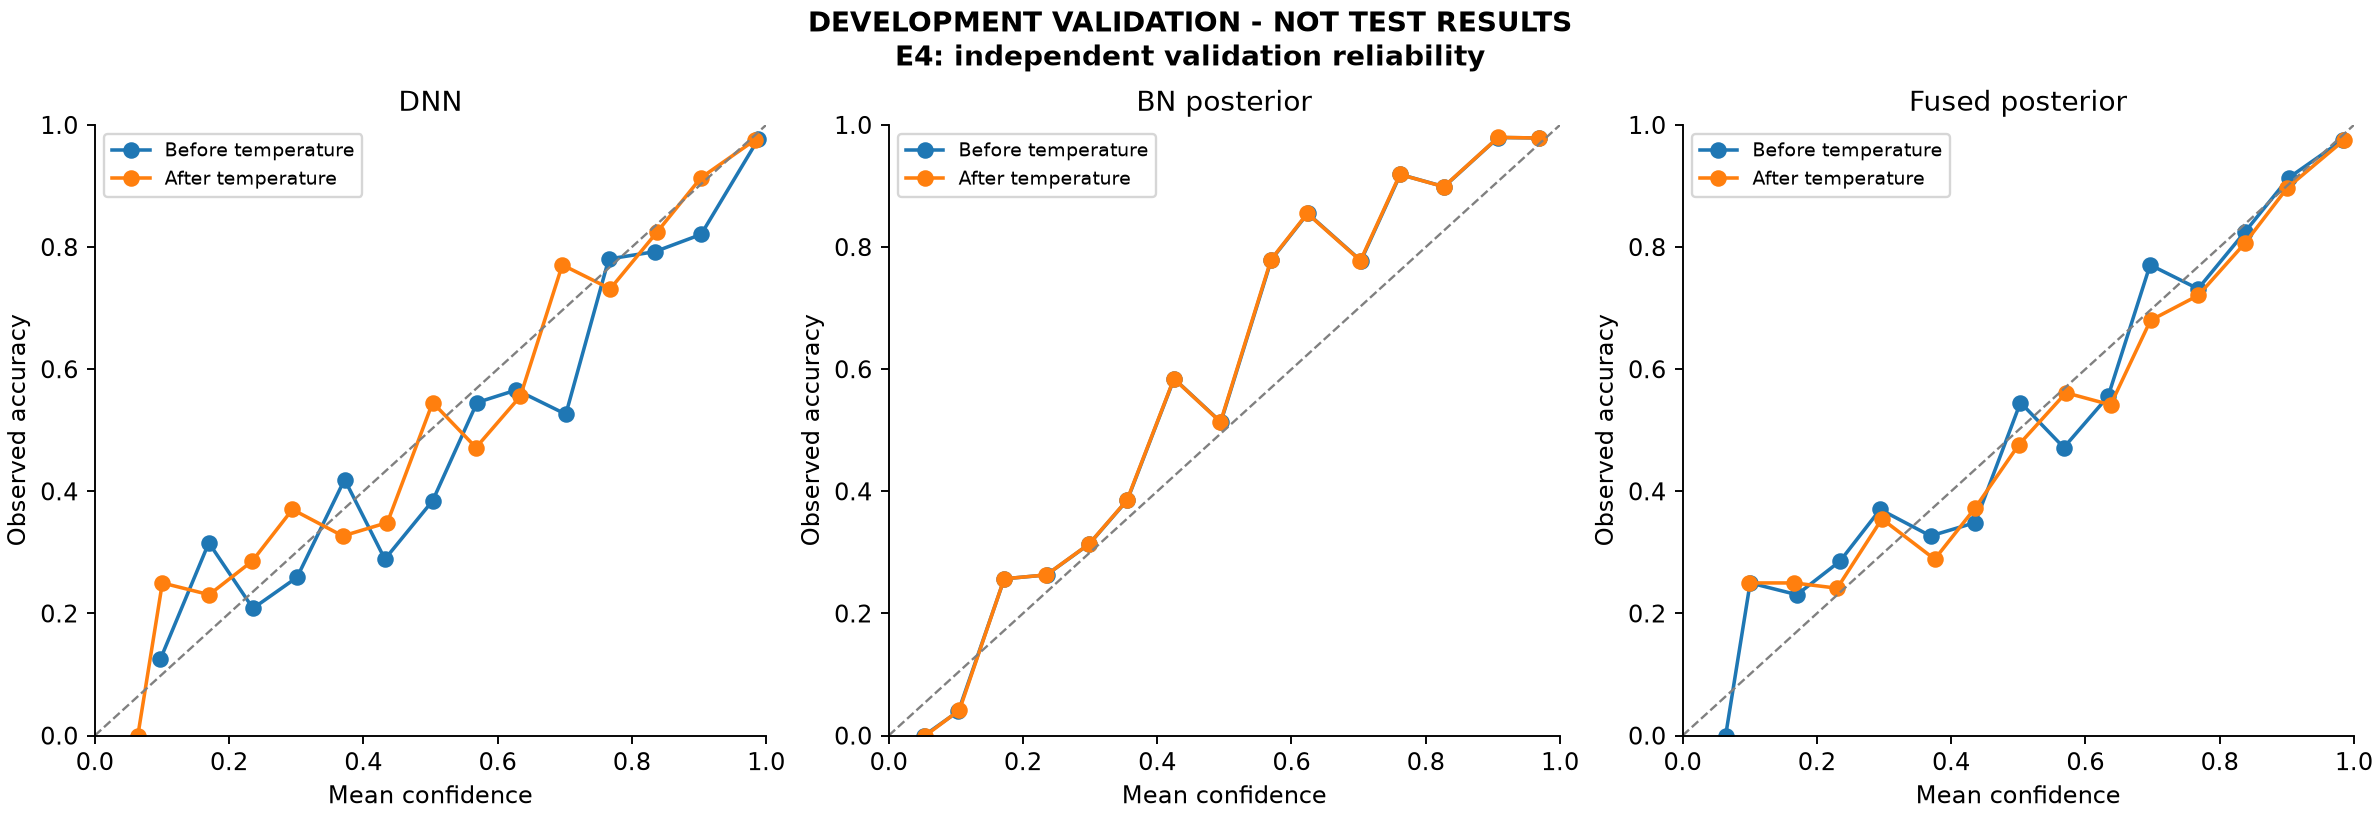 DEVELOPMENT VALIDATION - NOT TEST RESULTS
E4: independent validation reliability
DNN
1.0
0.8
0.6
0.4
0.2
0.0
Observed accuracy
Before temperature
After temperature
0.0 0.2 0.4 0.6 0.8 1.0
Mean confidence
BN posterior
1.0
0.8
0.6
0.4
0.2
0.0
Observed accuracy
Before temperature
After temperature
0.0 0.2 0.4 0.6 0.8 1.0
Mean confidence
Fused posterior
1.0
0.8
0.6
0.4
0.2
0.0
Observed accuracy
Before temperature
After temperature
0.0 0.2 0.4 0.6 0.8 1.0
Mean confidence